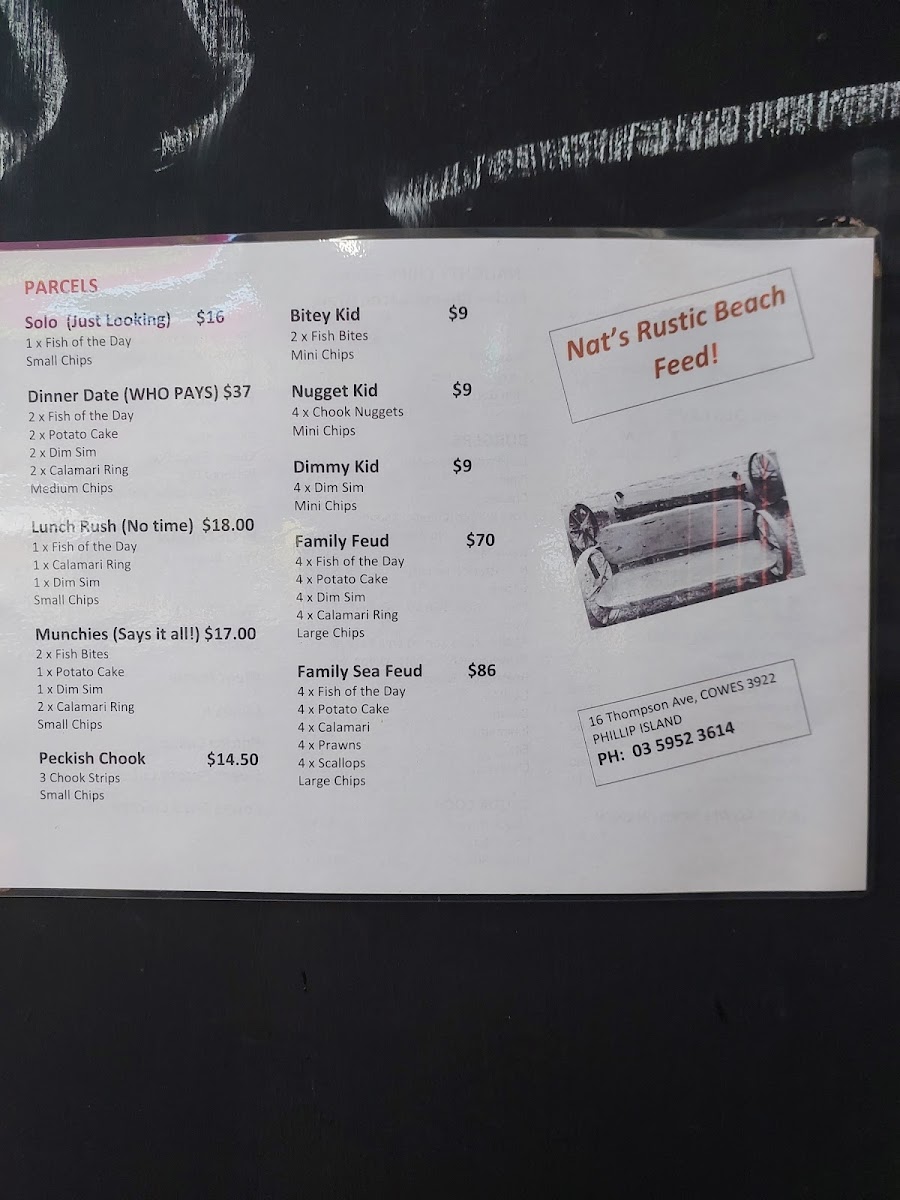 PARCELS
Solo (Just Looking) $16
1 x Fish of the Day
Small Chips
Dinner Date (WHO PAYS) $37
2 x Fish of the Day
2 x Potato Cake
2 x Dim Sim
2 x Calamari Ring
Medium Chips
Lunch Rush (No time) $18.00
1 x Fish of the Day
1 x Calamari Ring
1 x Dim Sim
Small Chips
Munchies (Says it all!) $17.00
2 x Fish Bites
1 x Potato Cake
1 x Dim Sim
2 x Calamari Ring
Small Chips
Peckish Chook $14.50
3 Chook Strips
Small Chips
Bitey Kid $9
2 x Fish Bites
Mini Chips
Nugget Kid $9
4 x Chook Nuggets
Mini Chips
Dimmy Kid $9
4 x Dim Sim
Mini Chips
Family Feud $70
4 x Fish of the Day
4 x Potato Cake
4 x Dim Sim
4 x Calamari Ring
Large Chips
Family Sea Feud $86
4 x Fish of the Day
4 x Potato Cake
4 x Calamari
4 x Prawns
4 x Scallops
Large Chips
Nat's Rustic Beach
Feed!
16 Thompson Ave, COWES 3922
PHILLIP ISLAND
PH: 03 5952 3614